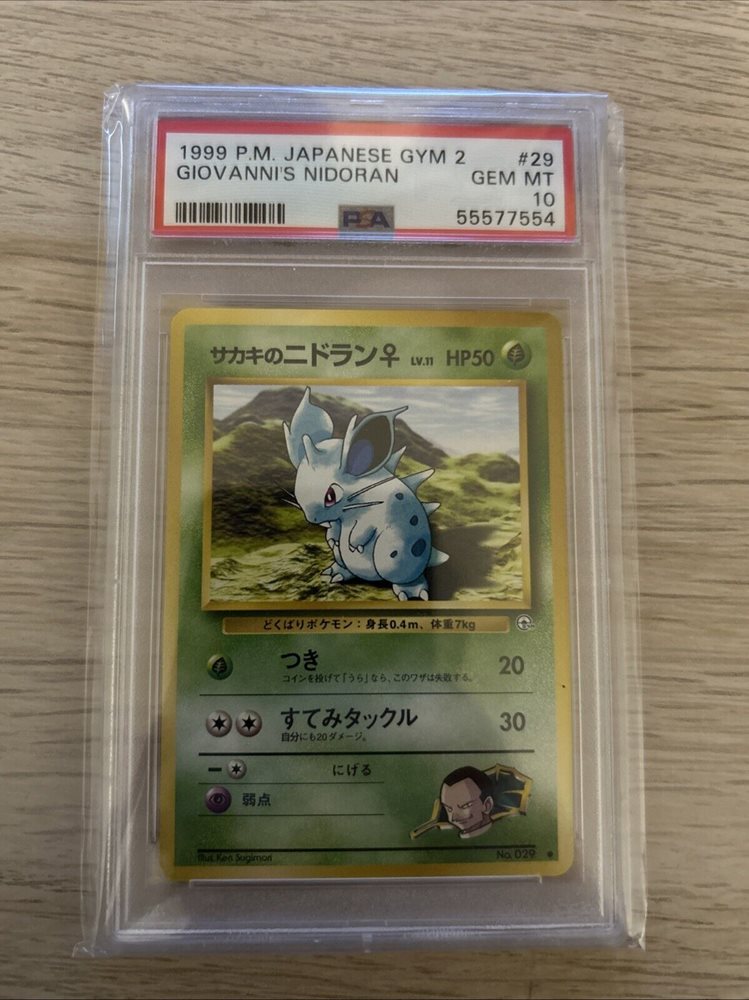 1999 P.M. JAPANESE GYM 2 #29
GIOVANNI'S NIDORAN GEM MT
10
PSA 55577554
サカキのニドラン♀ LV.11 HP50
どくばりポケモン：身長0.4m、体重7kg
つき 20
コインを投げて「うら」なら、このワザは失敗する。
すてみタックル 30
自分にも20ダメージ。
にげる
弱点
Illus. Ken Sugimori No. 029 ●